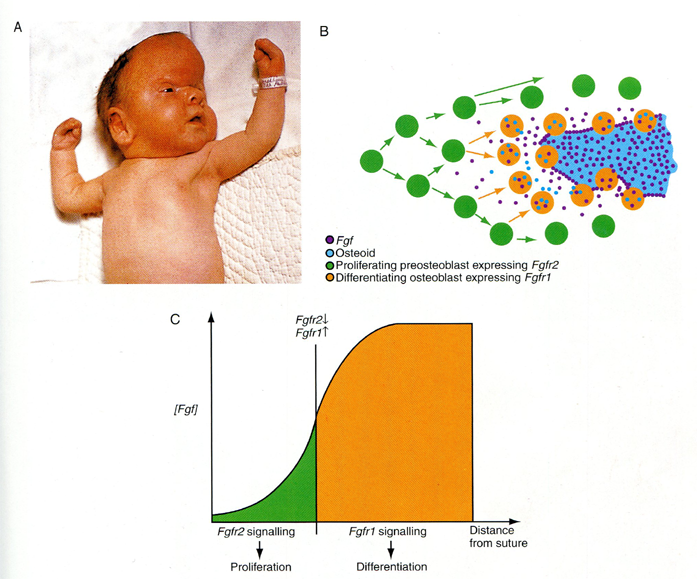 A
B
Fgf
Osteoid
Proliferating preosteoblast expressing Fgfr2
Differentiating osteoblast expressing Fgfr1
C
Fgfr2↓
Fgfr1↑
[Fgf]
Fgfr2 signalling
Fgfr1 signalling
Distance
from suture
Proliferation
Differentiation